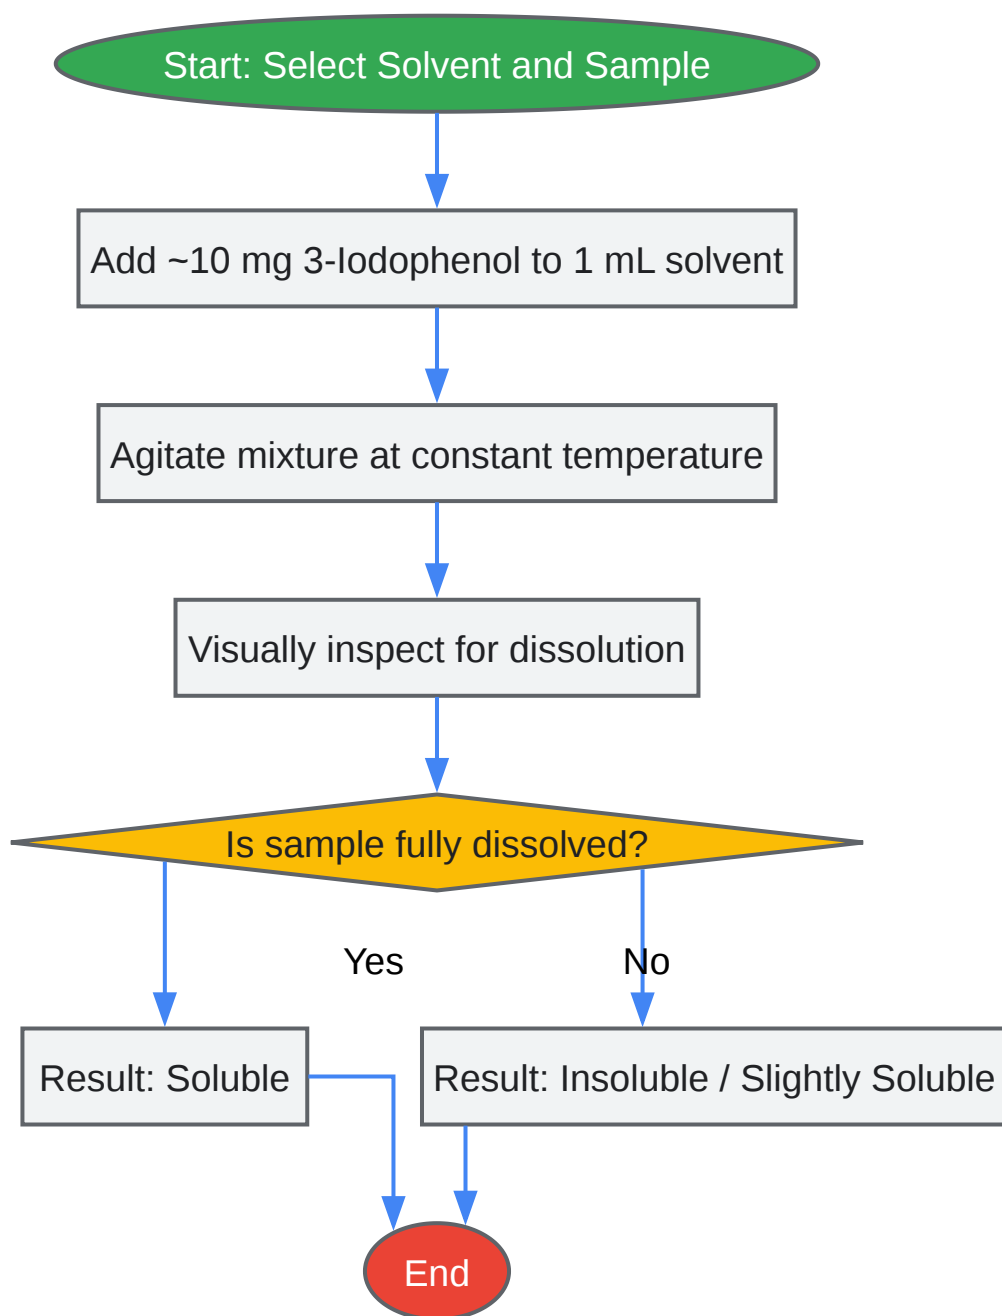 Start: Select Solvent and Sample
Add ~10 mg 3-Iodophenol to 1 mL solvent
Agitate mixture at constant temperature
Visually inspect for dissolution
Is sample fully dissolved?
Yes
No
Result: Soluble
Result: Insoluble / Slightly Soluble
End